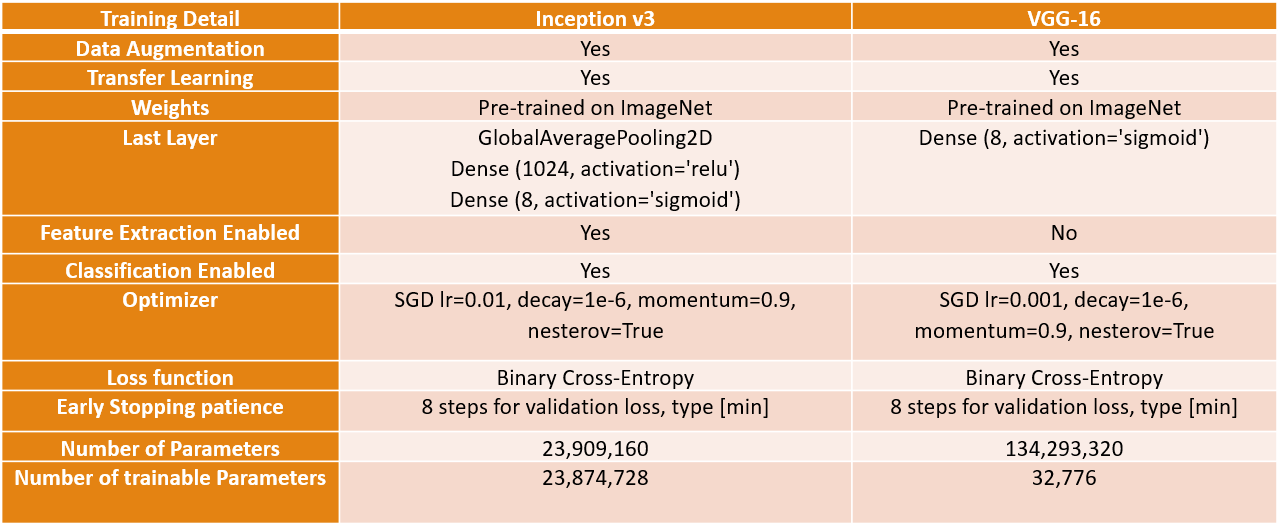 Training Detail Inception v3 VGG-16
Data Augmentation Yes Yes
Transfer Learning Yes Yes
Weights Pre-trained on ImageNet Pre-trained on ImageNet
Last Layer GlobalAveragePooling2D Dense (8, activation='sigmoid')
Dense (1024, activation='relu')
Dense (8, activation='sigmoid')
Feature Extraction Enabled Yes No
Classification Enabled Yes Yes
Optimizer SGD lr=0.01, decay=1e-6, momentum=0.9, SGD lr=0.001, decay=1e-6,
nesterov=True momentum=0.9, nesterov=True
Loss function Binary Cross-Entropy Binary Cross-Entropy
Early Stopping patience 8 steps for validation loss, type [min] 8 steps for validation loss, type [min]
Number of Parameters 23,909,160 134,293,320
Number of trainable Parameters 23,874,728 32,776